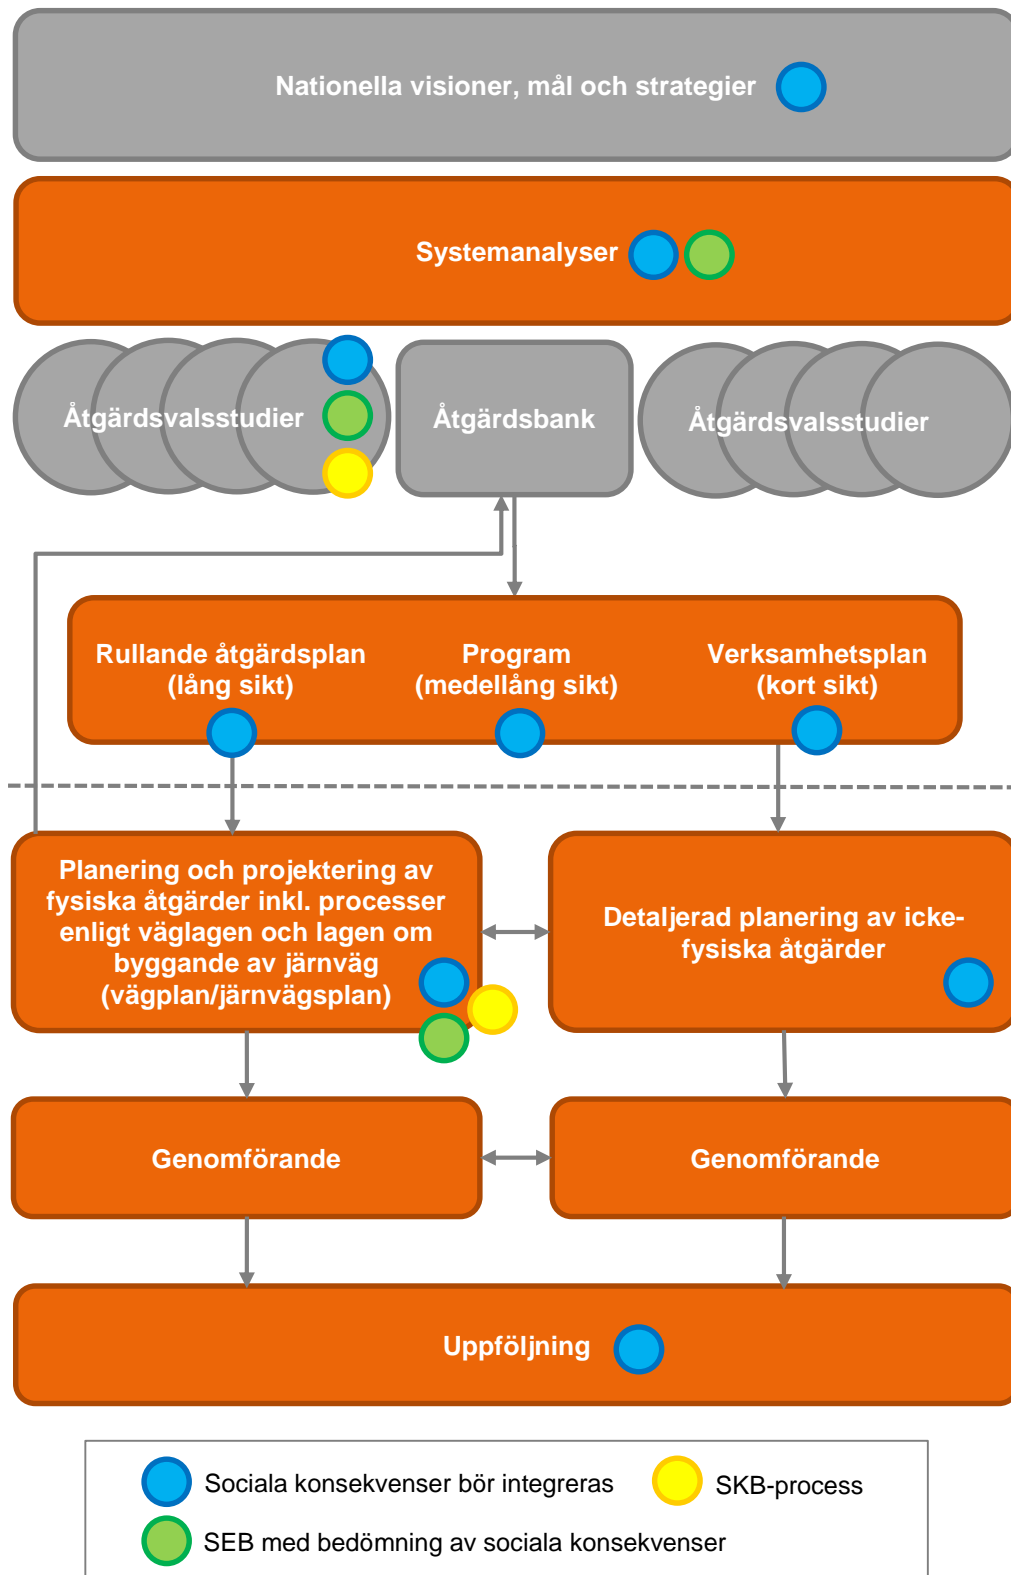 Nationella visioner, mål och strategier
Systemanalyser
Åtgärdsvalsstudier
Åtgärdsbank
Åtgärdsvalsstudier
Rullande åtgärdsplan
(lång sikt)
Program
(medellång sikt)
Verksamhetsplan
(kort sikt)
Planering och projektering av
fysiska åtgärder inkl. processer
enligt väglagen och lagen om
byggande av järnväg
(vägplan/järnvägsplan)
Detaljerad planering av icke-
fysiska åtgärder
Genomförande
Genomförande
Uppföljning
Sociala konsekvenser bör integreras
SKB-process
SEB med bedömning av sociala konsekvenser